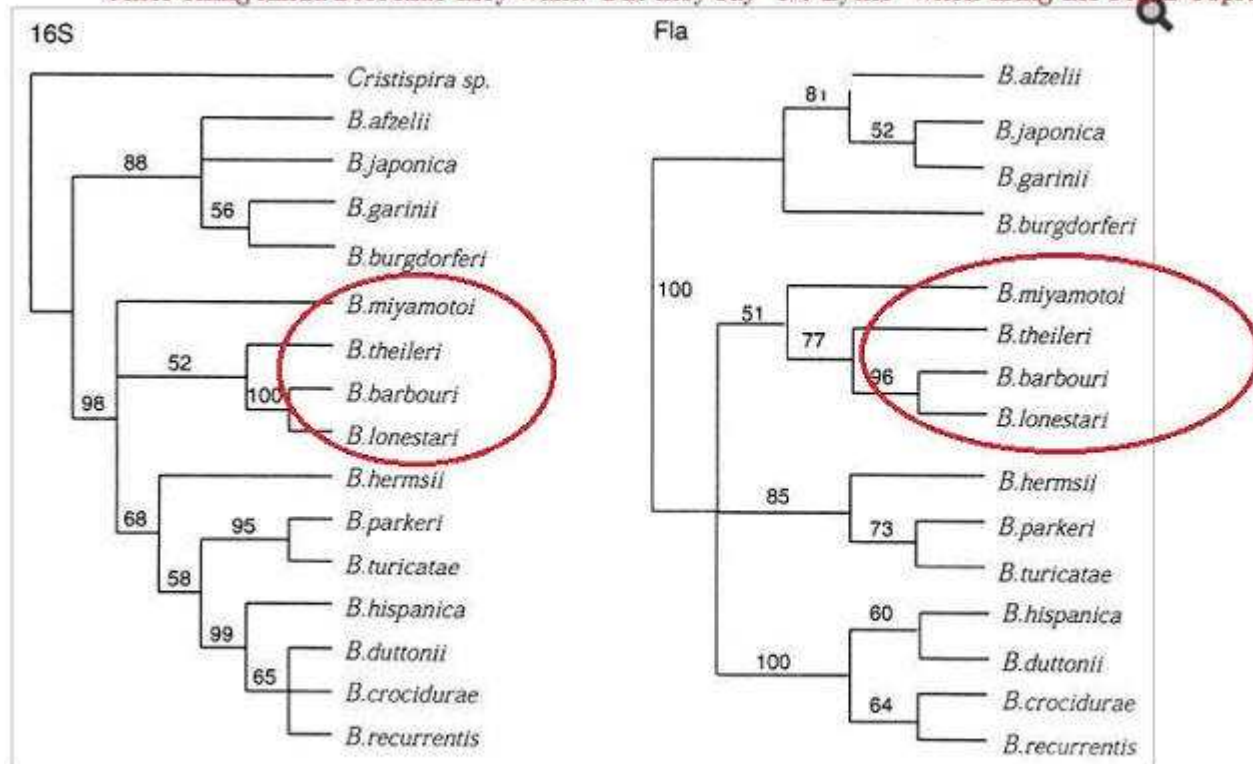 16S
Cristispira sp.
B.afzelii
88
B.japonica
56
B.garinii
B.burgdorferi
B.miyamotoi
52
B.theileri
100
B.barbouri
98
B.lonestari
B.hermsii
68
95
B.parkeri
58
B.turicatae
B.hispanica
99
B.duttonii
65
B.crocidurae
B.recurrentis
Fla
B.afzelii
81
52
B.japonica
B.garinii
B.burgdorferi
100
B.miyamotoi
51
77
B.theileri
96
B.barbouri
B.lonestari
B.hermsii
85
73
B.parkeri
B.turicatae
60
B.hispanica
B.duttonii
100
64
B.crocidurae
B.recurrentis